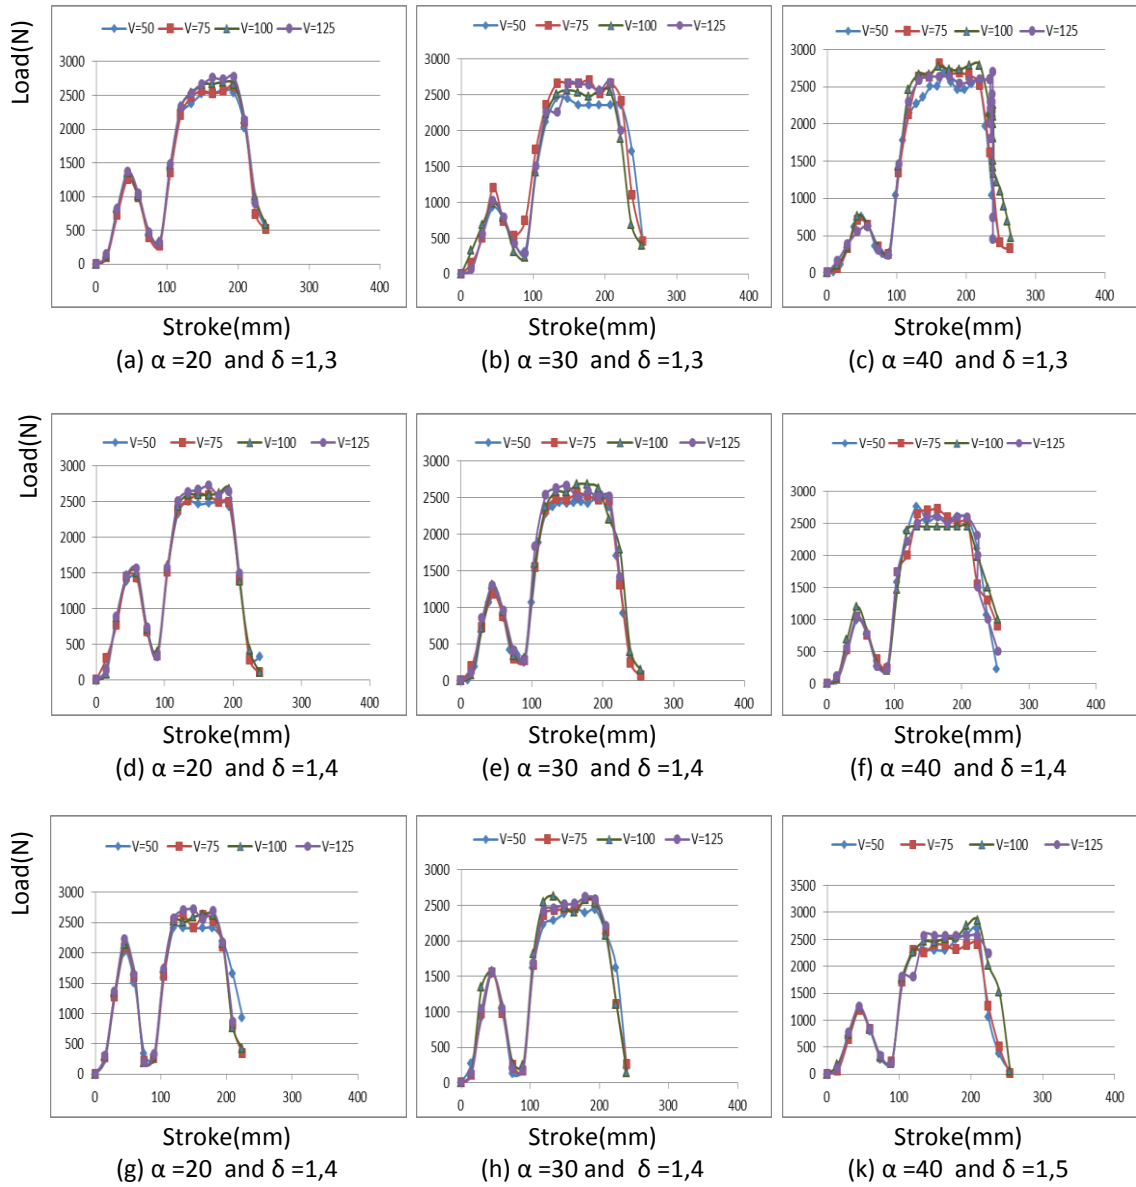 Load(N)
V=50 V=75 V=100 V=125
3000
2500
2000
1500
1000
500
0
0 100 200 300 400
Stroke(mm)
(a) α =20 and δ =1,3
V=50 V=75 V=100 V=125
3000
2500
2000
1500
1000
500
0
0 100 200 300 400
Stroke(mm)
(b) α =30 and δ =1,3
V=50 V=75 V=100 V=125
3000
2500
2000
1500
1000
500
0
0 100 200 300 400
Stroke(mm)
(c) α =40 and δ =1,3
Load(N)
V=50 V=75 V=100 V=125
3000
2500
2000
1500
1000
500
0
0 100 200 300 400
Stroke(mm)
(d) α =20 and δ =1,4
V=50 V=75 V=100 V=125
3000
2500
2000
1500
1000
500
0
0 100 200 300 400
Stroke(mm)
(e) α =30 and δ =1,4
V=50 V=75 V=100 V=125
3000
2500
2000
1500
1000
500
0
0 100 200 300 400
Stroke(mm)
(f) α =40 and δ =1,4
Load(N)
V=50 V=75 V=100 V=125
3000
2500
2000
1500
1000
500
0
0 100 200 300 400
Stroke(mm)
(g) α =20 and δ =1,4
V=50 V=75 V=100 V=125
3000
2500
2000
1500
1000
500
0
0 100 200 300 400
Stroke(mm)
(h) α =30 and δ =1,4
V=50 V=75 V=100 V=125
3500
3000
2500
2000
1500
1000
500
0
0 100 200 300 400
Stroke(mm)
(k) α =40 and δ =1,5